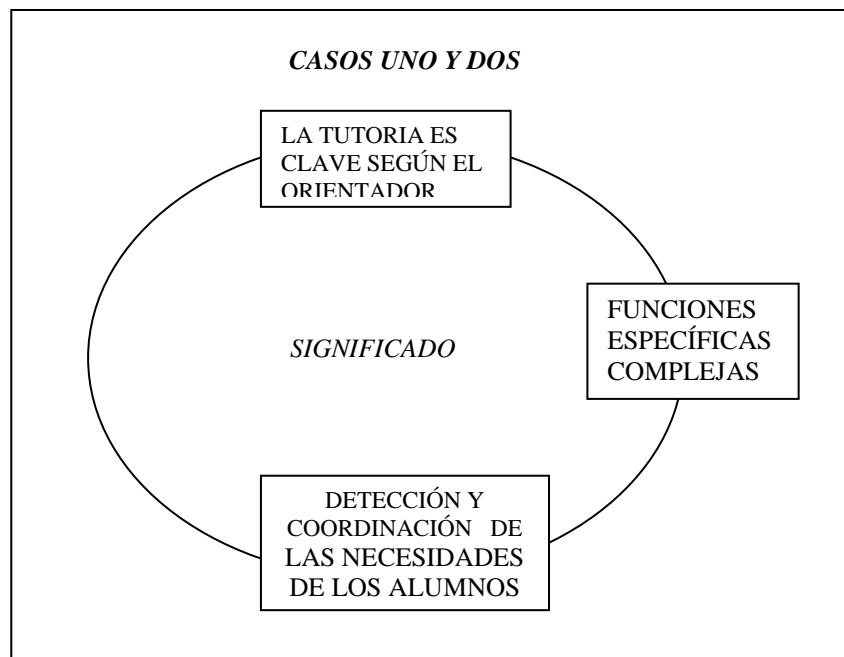 CASOS UNO Y DOS
LA TUTORIA ES
CLAVE SEGÚN EL
ORIENTADOR
FUNCIONES
ESPECÍFICAS
COMPLEJAS
SIGNIFICADO
DETECCIÓN Y
COORDINACIÓN DE
LAS NECESIDADES
DE LOS ALUMNOS